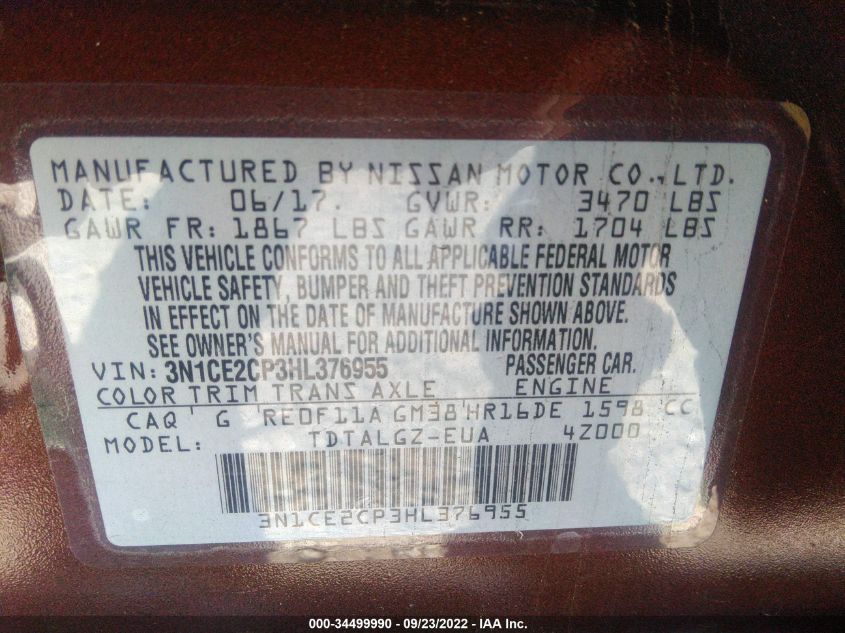 MANUFACTURED BY NISSAN MOTOR CO.,LTD.
DATE: 06/17. GVWR: 3470 LBS
GAWR FR: 1867 LBS GAWR RR: 1704 LBS
THIS VEHICLE CONFORMS TO ALL APPLICABLE FEDERAL MOTOR
VEHICLE SAFETY, BUMPER AND THEFT PREVENTION STANDARDS
IN EFFECT ON THE DATE OF MANUFACTURE SHOWN ABOVE.
SEE OWNER'S MANUAL FOR ADDITIONAL INFORMATION.
VIN: 3N1CE2CP3HL376955 PASSENGER CAR.
COLOR TRIM TRANS AXLE ENGINE
CAQ G RE0F11A GM38 HR16DE 1598 CC
MODEL: TDTALGZ-EUA 4Z000
3N1CE2CP3HL376955
000-34499990 - 09/23/2022 - IAA Inc.